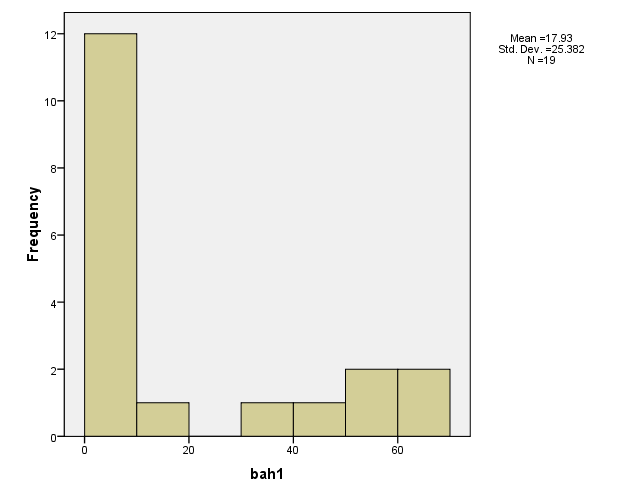 Mean =17.93
Std. Dev. =25.382
N =19
12
10
8
6
4
2
0
Frequency
0 20 40 60
bah1